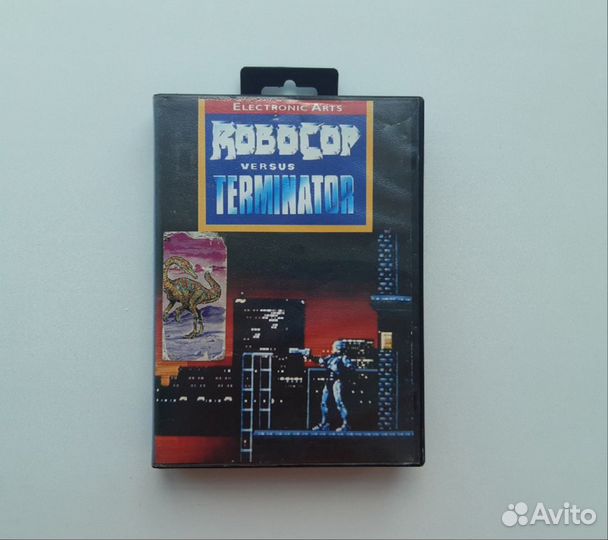 ELECTRONIC ARTS
ROBOCOP
VERSUS
TERMINATOR
Avito